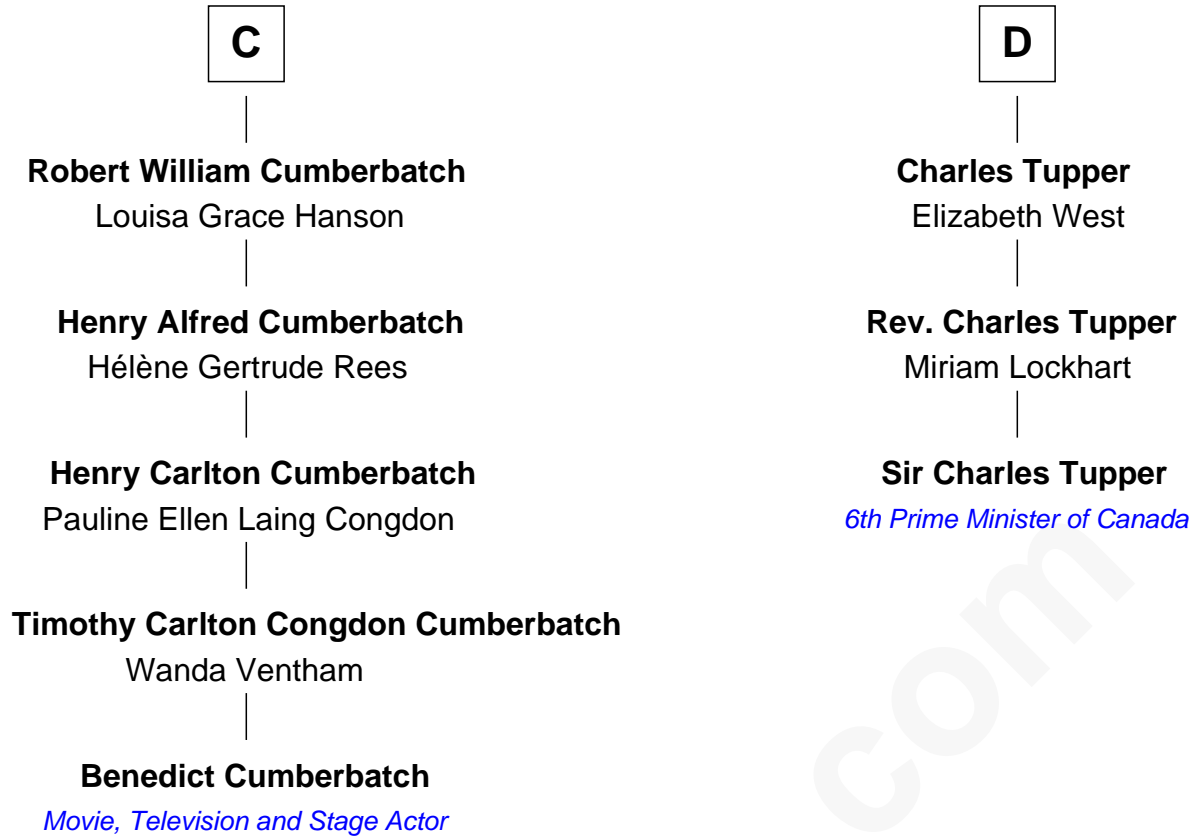 C
Robert William Cumberbatch
Louisa Grace Hanson
Henry Alfred Cumberbatch
Hélène Gertrude Rees
Henry Carlton Cumberbatch
Pauline Ellen Laing Congdon
Timothy Carlton Congdon Cumberbatch
Wanda Ventham
Benedict Cumberbatch
Movie, Television and Stage Actor
D
Charles Tupper
Elizabeth West
Rev. Charles Tupper
Miriam Lockhart
Sir Charles Tupper
6th Prime Minister of Canada
com